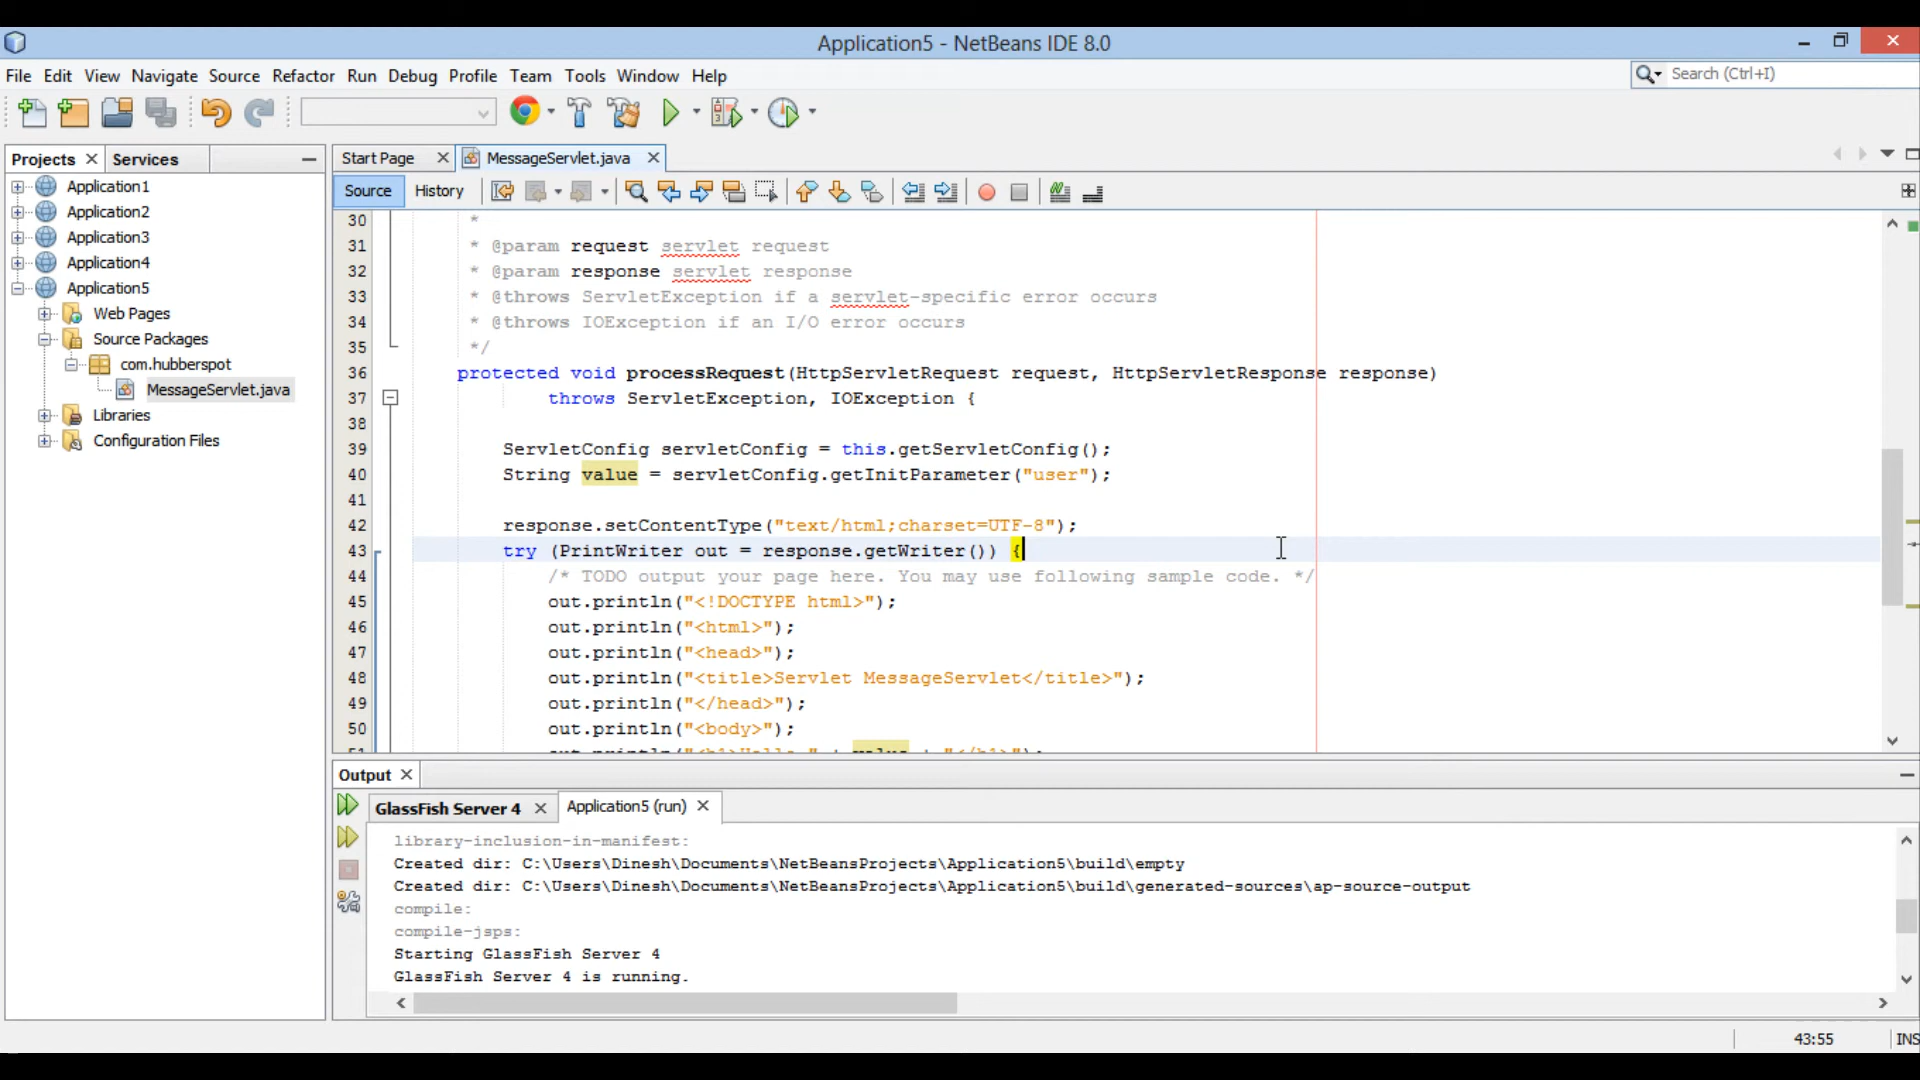 Application5 - NetBeans IDE 8.0
File Edit View Navigate Source Refactor Run Debug Profile Team Tools Window Help
Search (Ctrl+I)
Projects Services
Start Page MessageServlet.java
Source History
Application1
Application2
Application3
Application4
Application5
Web Pages
Source Packages
com.hubberspot
MessageServlet.java
Libraries
Configuration Files
30 *
31 * @param request servlet request
32 * @param response servlet response
33 * @throws ServletException if a servlet-specific error occurs
34 * @throws IOException if an I/O error occurs
35 */
36 protected void processRequest(HttpServletRequest request, HttpServletResponse response)
37 throws ServletException, IOException {
38
39 ServletConfig servletConfig = this.getServletConfig();
40 String value = servletConfig.getInitParameter("user");
41
42 response.setContentType("text/html;charset=UTF-8");
43 try (PrintWriter out = response.getWriter()) {
44 /* TODO output your page here. You may use following sample code. */
45 out.println("<!DOCTYPE html>");
46 out.println("<html>");
47 out.println("<head>");
48 out.println("<title>Servlet MessageServlet</title>");
49 out.println("</head>");
50 out.println("<body>");
51 out.println("<h1>Hello " + value + "</h1>");
Output
GlassFish Server 4 Application5 (run)
library-inclusion-in-manifest:
Created dir: C:\Users\Dinesh\Documents\NetBeansProjects\Application5\build\empty
Created dir: C:\Users\Dinesh\Documents\NetBeansProjects\Application5\build\generated-sources\ap-source-output
compile:
compile-jsps:
Starting GlassFish Server 4
GlassFish Server 4 is running.
43:55 INS